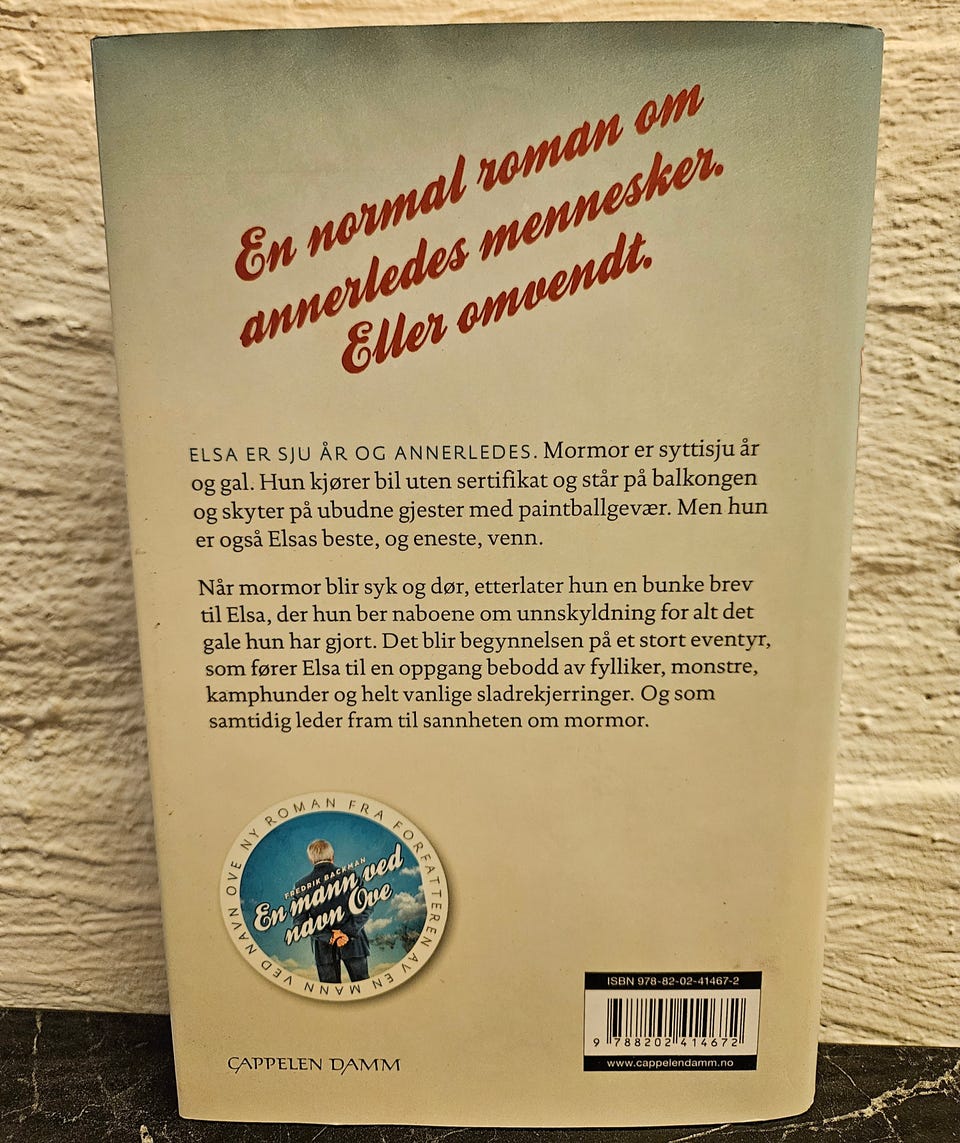 En normal roman om
annerledes mennesker.
Eller omvendt.
ELSA ER SJU ÅR OG ANNERLEDES. Mormor er syttisju år
og gal. Hun kjører bil uten sertifikat og står på balkongen
og skyter på ubudne gjester med paintballgevær. Men hun
er også Elsas beste, og eneste, venn.
Når mormor blir syk og dør, etterlater hun en bunke brev
til Elsa, der hun ber naboene om unnskyldning for alt det
gale hun har gjort. Det blir begynnelsen på et stort eventyr,
som fører Elsa til en oppgang bebodd av fylliker, monstre,
kamphunder og helt vanlige sladrekjerringer. Og som
samtidig leder fram til sannheten om mormor.
NY ROMAN FRA FORFATTEREN AV EN MANN VED NAVN OVE
FREDRIK BACKMAN
En mann ved
navn Ove
CAPPELEN DAMM
ISBN 978-82-02-41467-2
9 788202 414672
www.cappelendamm.no